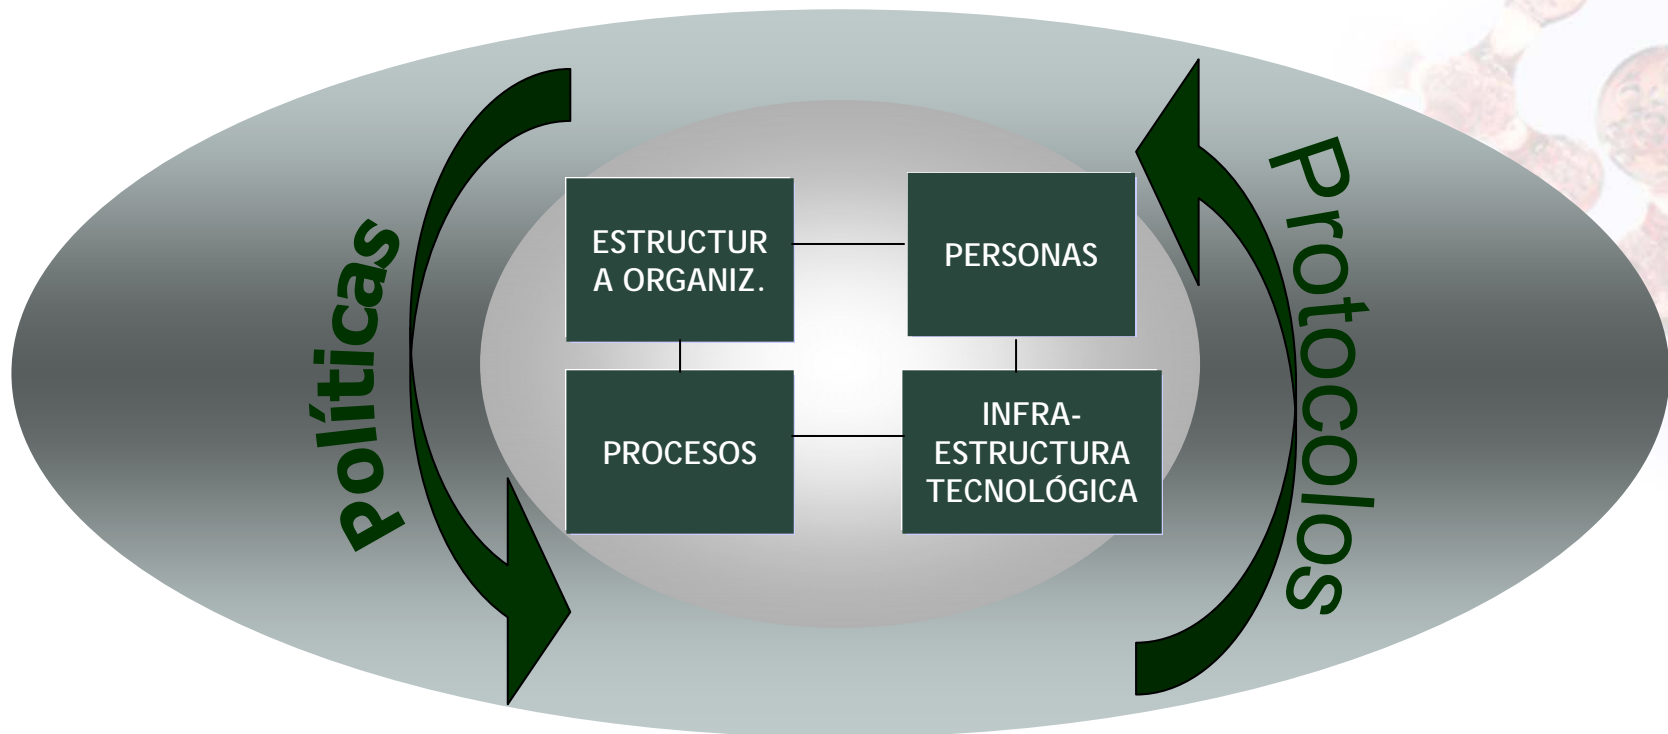 Políticas
ESTRUCTUR
A ORGANIZ.
PERSONAS
PROCESOS
INFRA-
ESTRUCTURA
TECNOLÓGICA
Protocolos